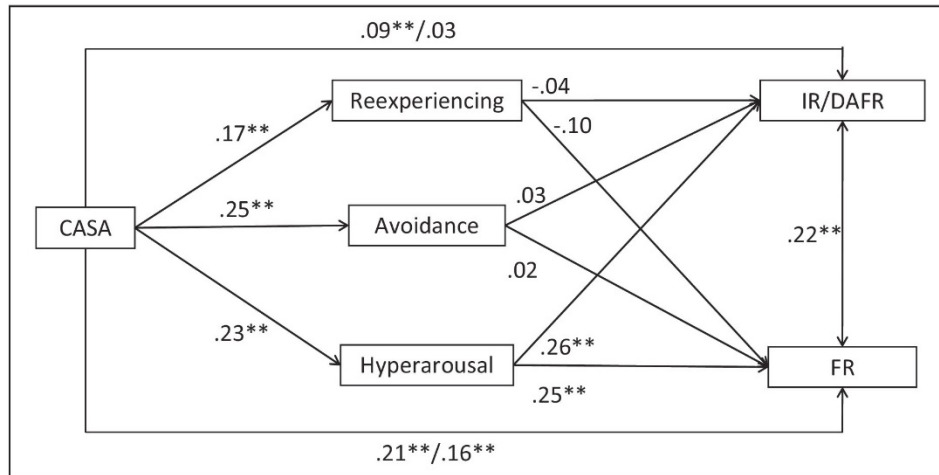 .09**/.03
Reexperiencing
-.04
IR/DAFR
-.10
.17**
.03
.25**
CASA
Avoidance
.22**
.02
.23**
Hyperarousal
.26**
FR
.25**
.21**/.16**